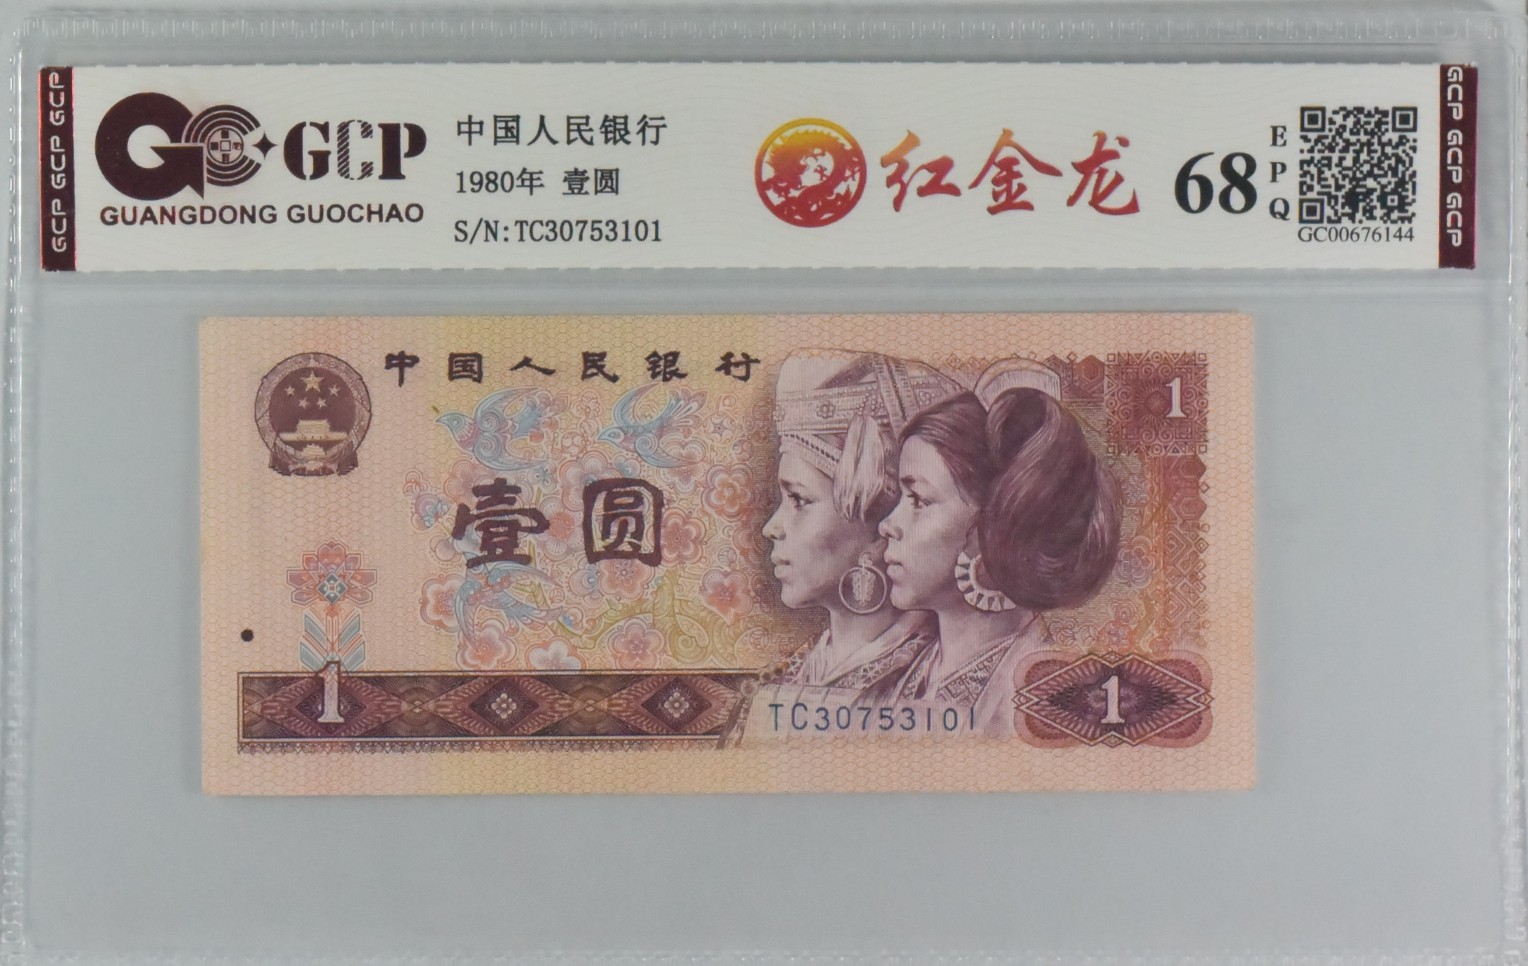 GCP GCP GCP
GCP
GUANGDONG GUOCHAO
中国人民银行
1980年 壹圆
S/N:TC30753101
红金龙
68
EPQ
GC00676144
GCP GCP GCP
中国人民银行
1
壹圆
1
TC30753101
1